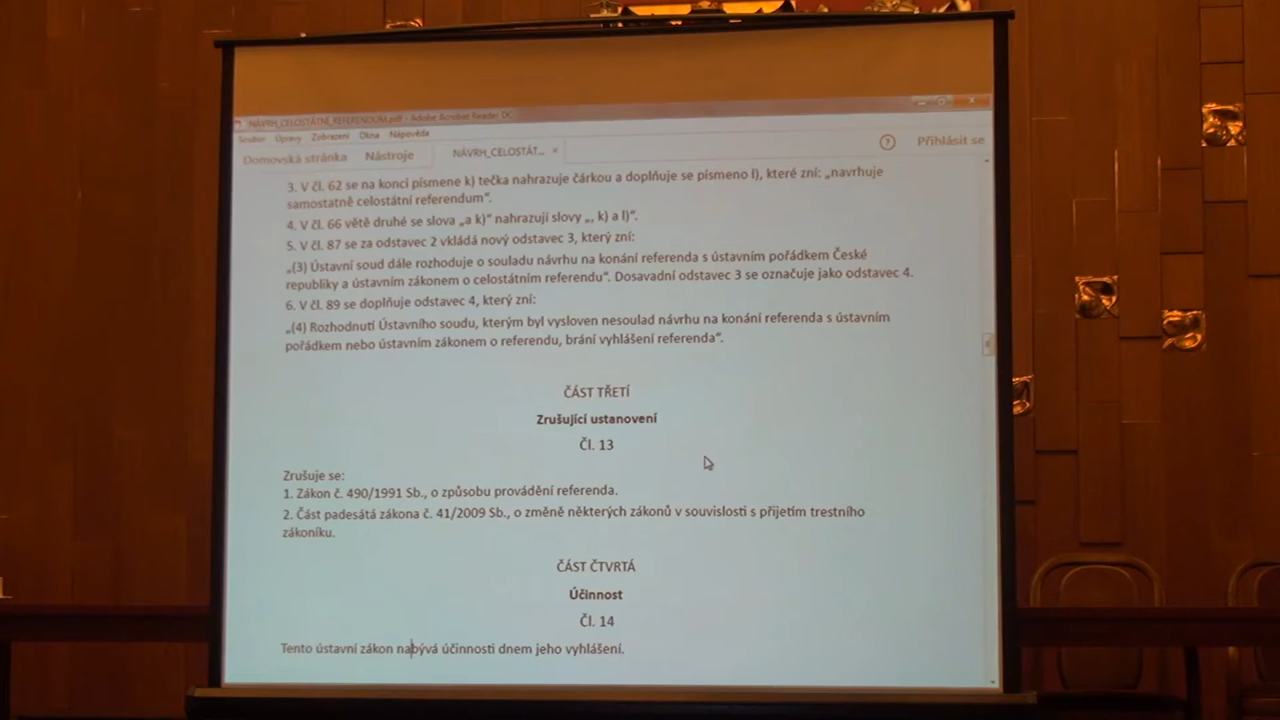 NÁVRH_CELOSTÁTNÍ_REFERENDUM.pdf - Adobe Acrobat Reader DC
Soubor Úpravy Zobrazení Okna Nápověda
Domovská stránka Nástroje NÁVRH_CELOSTÁT... × ? Přihlásit se
3. V čl. 62 se na konci písmene k) tečka nahrazuje čárkou a doplňuje se písmeno l), které zní: „navrhuje
samostatně celostátní referendum“.
4. V čl. 66 větě druhé se slova „a k)“ nahrazují slovy „, k) a l)“.
5. V čl. 87 se za odstavec 2 vkládá nový odstavec 3, který zní:
„(3) Ústavní soud dále rozhoduje o souladu návrhu na konání referenda s ústavním pořádkem České
republiky a ústavním zákonem o celostátním referendu“. Dosavadní odstavec 3 se označuje jako odstavec 4.
6. V čl. 89 se doplňuje odstavec 4, který zní:
„(4) Rozhodnutí Ústavního soudu, kterým byl vysloven nesoulad návrhu na konání referenda s ústavním
pořádkem nebo ústavním zákonem o referendu, brání vyhlášení referenda“.
ČÁST TŘETÍ
Zrušující ustanovení
Čl. 13
Zrušuje se:
1. Zákon č. 490/1991 Sb., o způsobu provádění referenda.
2. Část padesátá zákona č. 41/2009 Sb., o změně některých zákonů v souvislosti s přijetím trestního
zákoníku.
ČÁST ČTVRTÁ
Účinnost
Čl. 14
Tento ústavní zákon nabývá účinnosti dnem jeho vyhlášení.